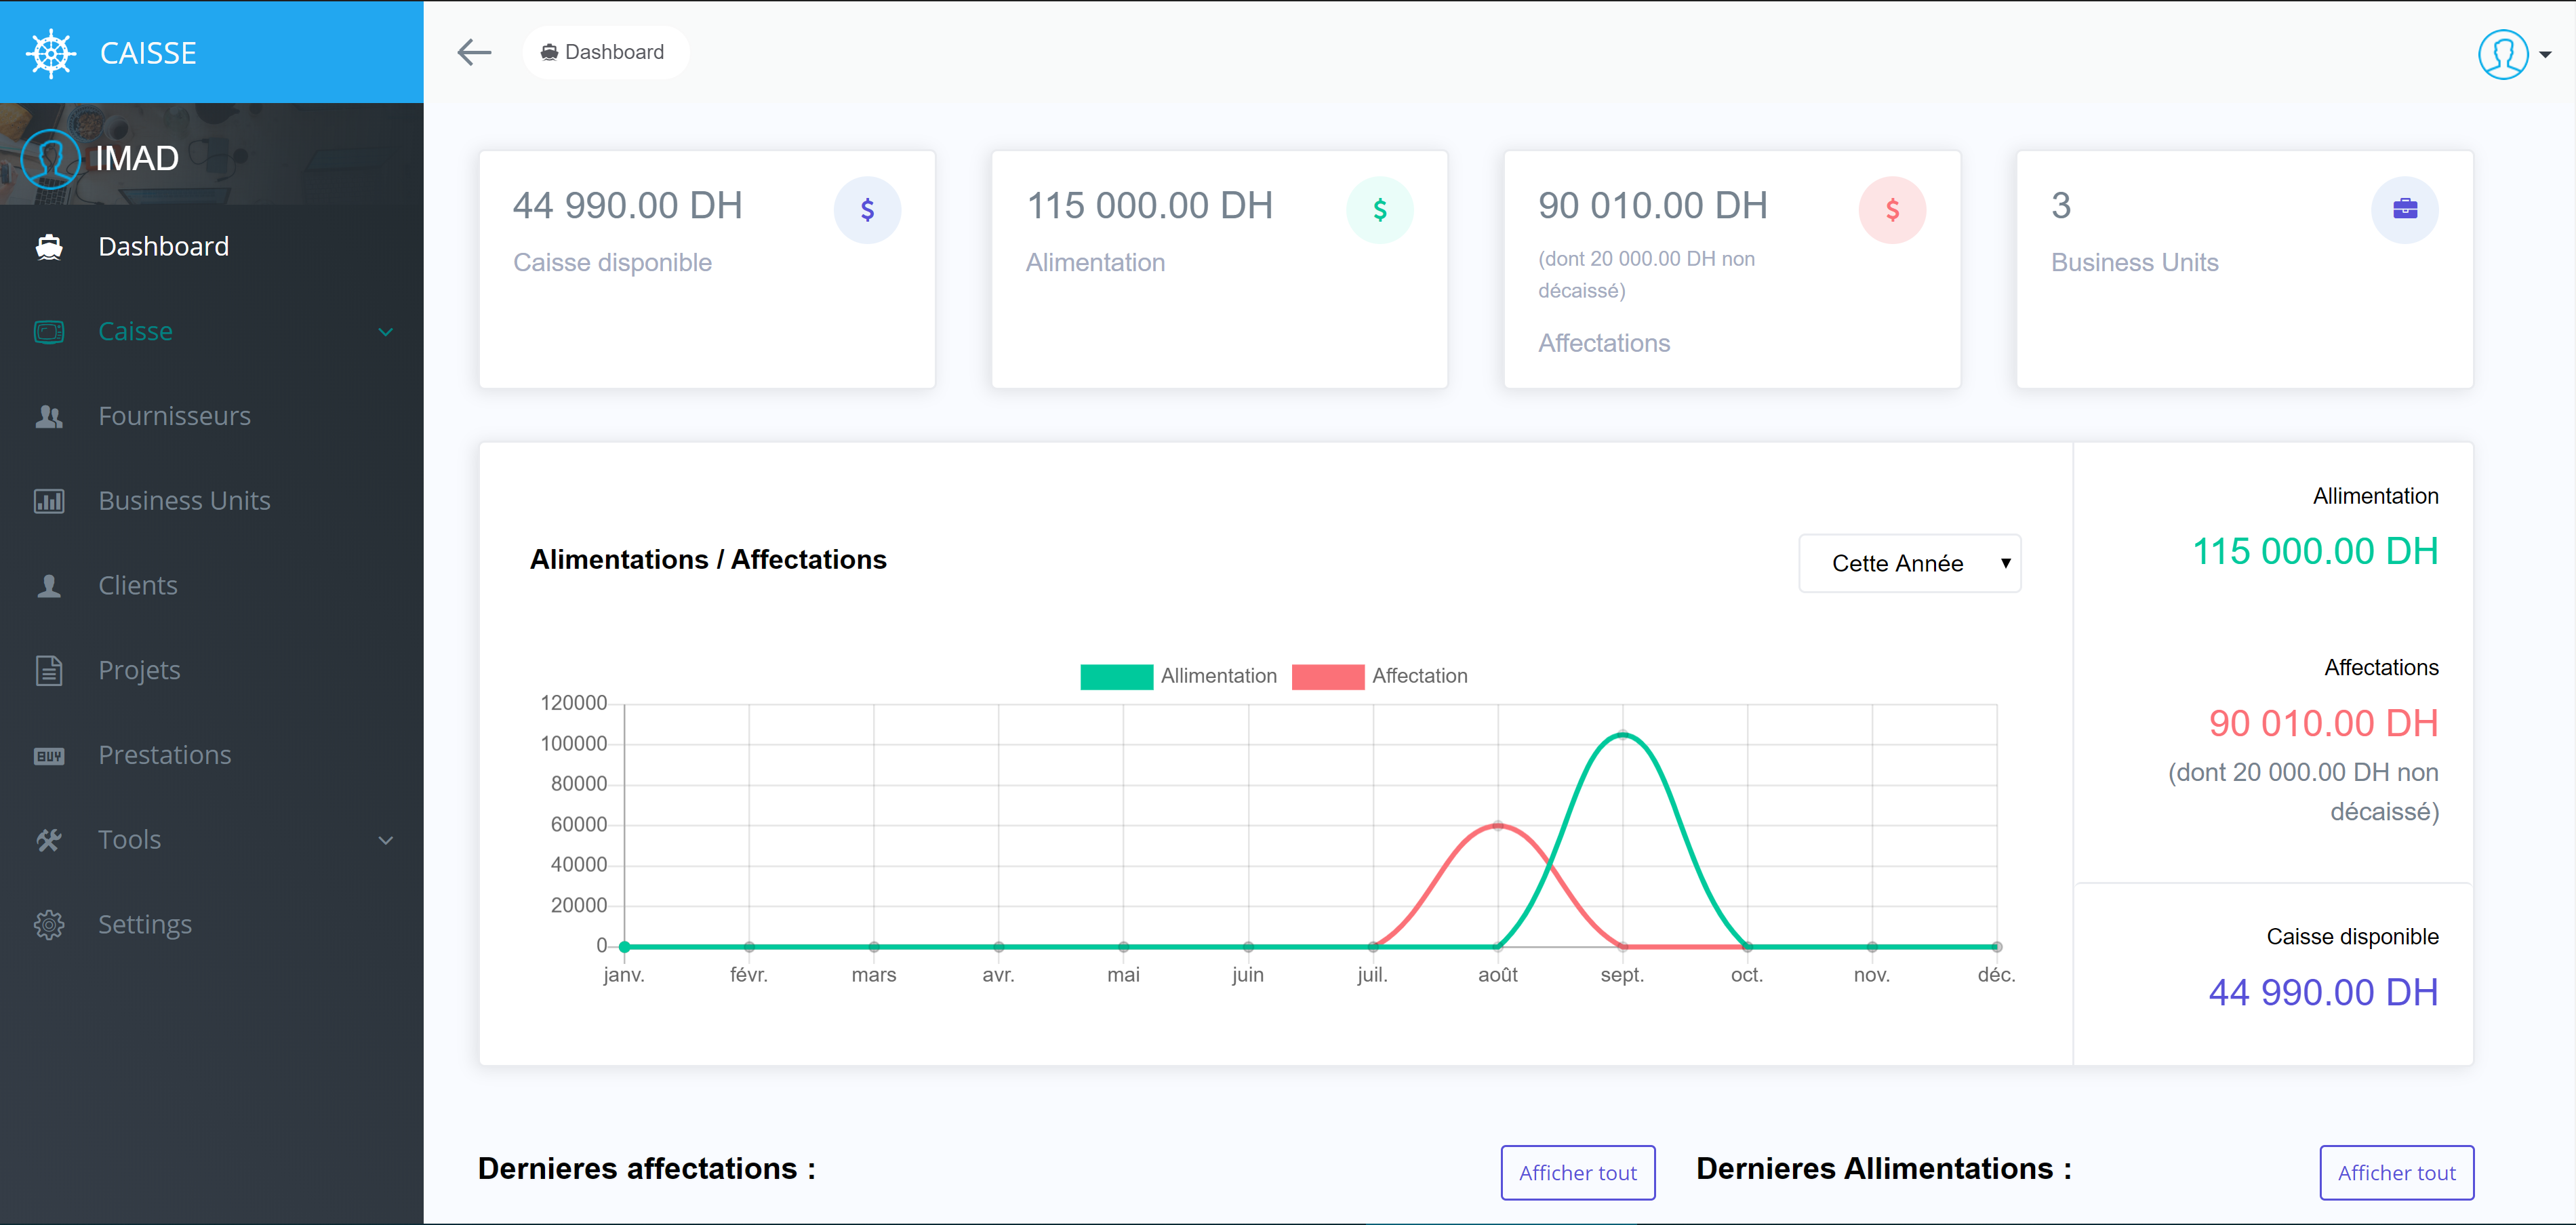 CAISSE
IMAD
Dashboard
Caisse
Fournisseurs
Business Units
Clients
Projets
BUY
Prestations
Tools
Settings
Dashboard
44 990.00 DH
$
Caisse disponible
115 000.00 DH
$
Alimentation
90 010.00 DH
$
(dont 20 000.00 DH non
décaissé)
Affectations
3
Business Units
Alimentations / Affectations
Cette Année
Allimentation
Affectation
120000
100000
80000
60000
40000
20000
0
janv. févr. mars avr. mai juin juil. août sept. oct. nov. déc.
Allimentation
115 000.00 DH
Affectations
90 010.00 DH
(dont 20 000.00 DH non
décaissé)
Caisse disponible
44 990.00 DH
Dernieres affectations :
Afficher tout
Dernieres Allimentations :
Afficher tout